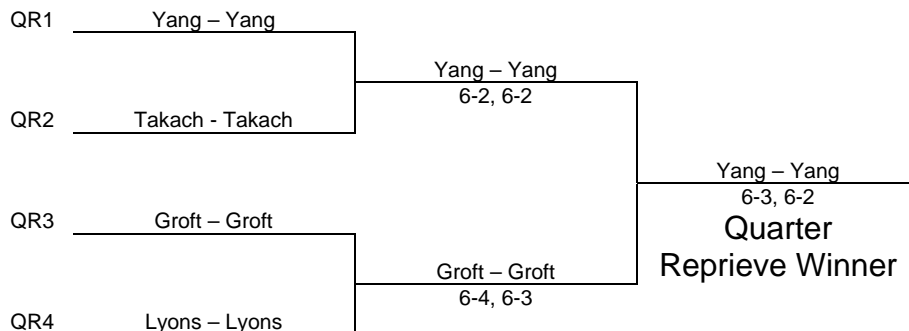 QR1 Yang – Yang
Yang – Yang
6-2, 6-2
QR2 Takach - Takach
Yang – Yang
6-3, 6-2
Quarter
Reprieve Winner
QR3 Groft – Groft
Groft – Groft
6-4, 6-3
QR4 Lyons – Lyons